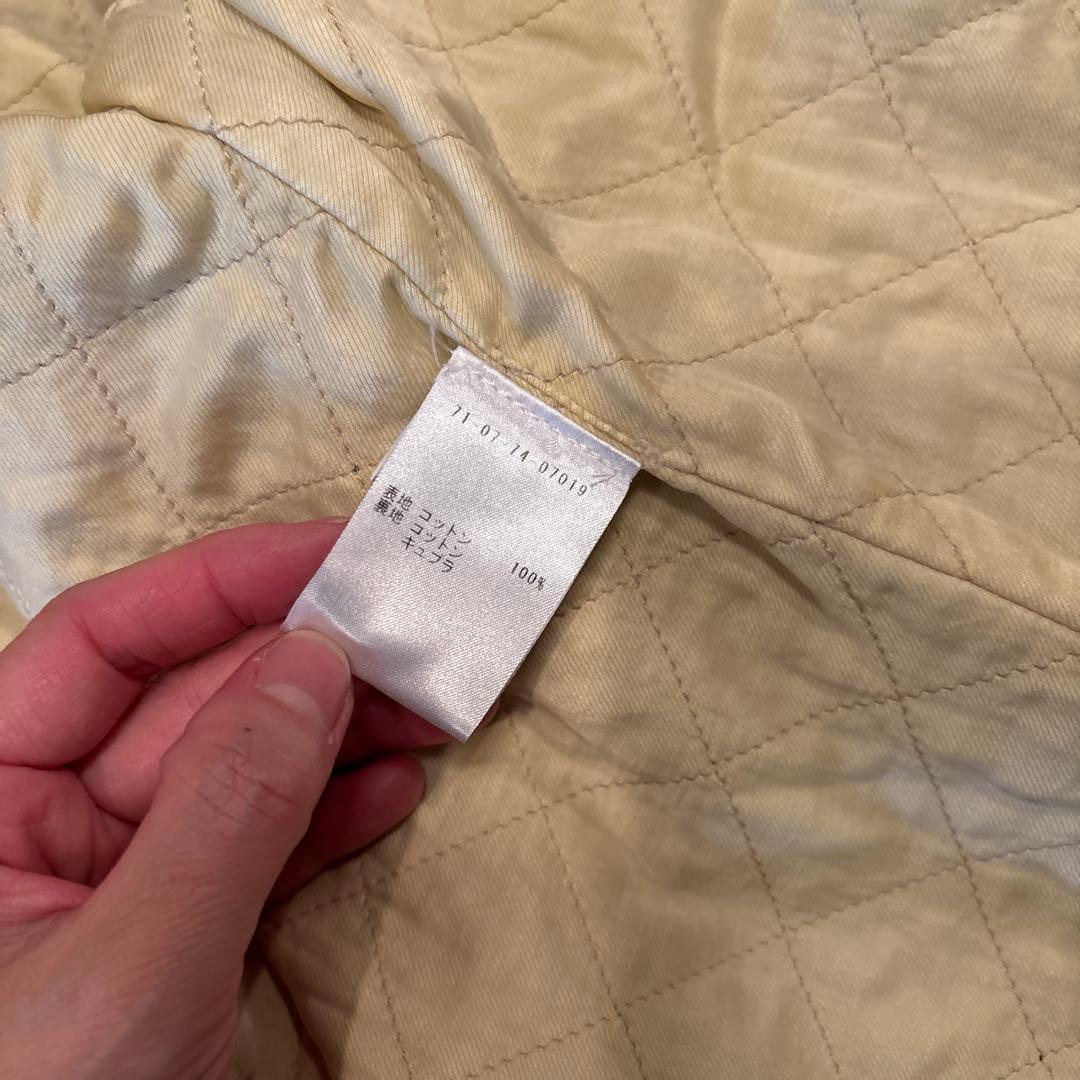 71-07-74-07019
表地 コットン 100%
裏地 コットン
キュプラ